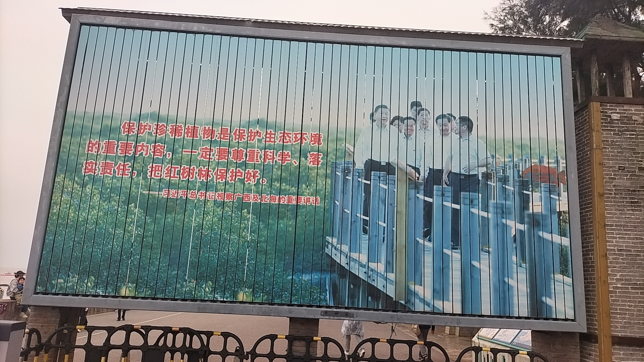 保护珍稀植物是保护生态环境
的重要内容，一定要尊重科学、落
实责任，把红树林保护好。